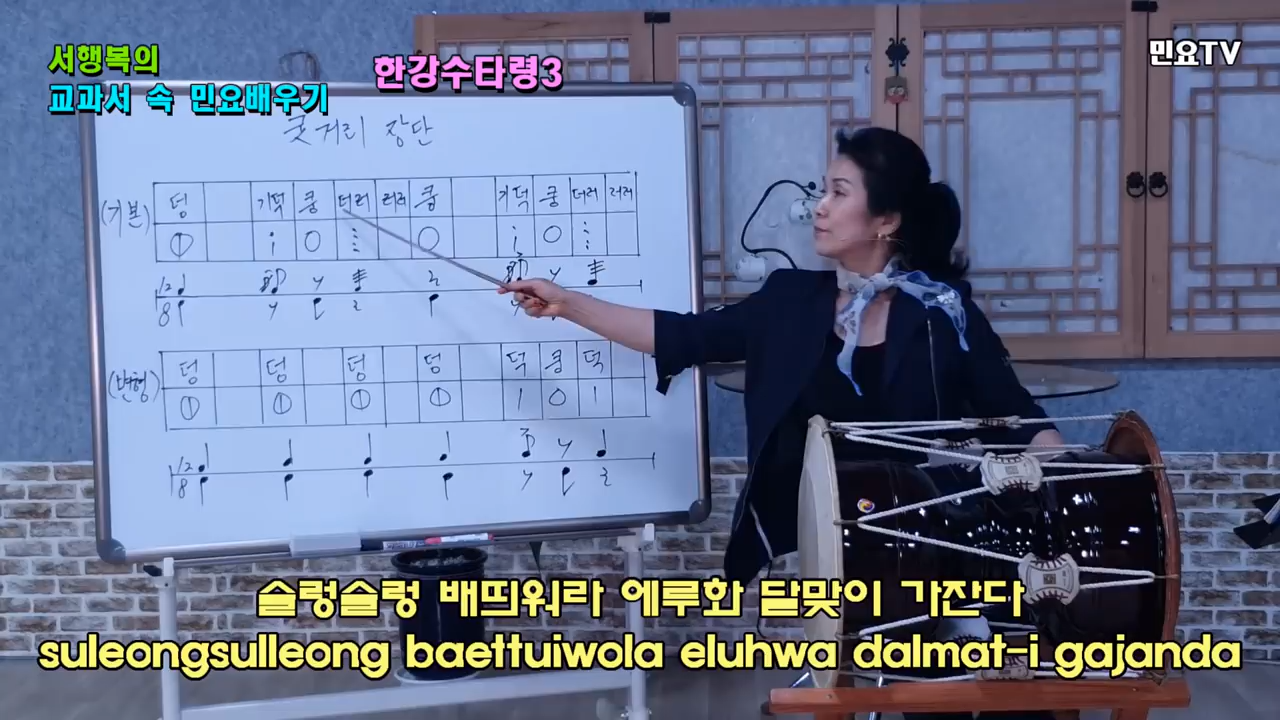 서행복의
교과서 속 민요배우기
한강수타령3
민요TV
굿거리 장단
(기본)
덩 기덕 쿵 더러 러러 쿵 기덕 쿵 더러 러러
12
8
(변형)
덩 덩 덩 덩 덕 쿵 덕
12
8
슬렁슬렁 배띄워라 에루화 달맞이 가잔다
suleongsulleong baettuiwola eluhwa dalmat-i gajanda